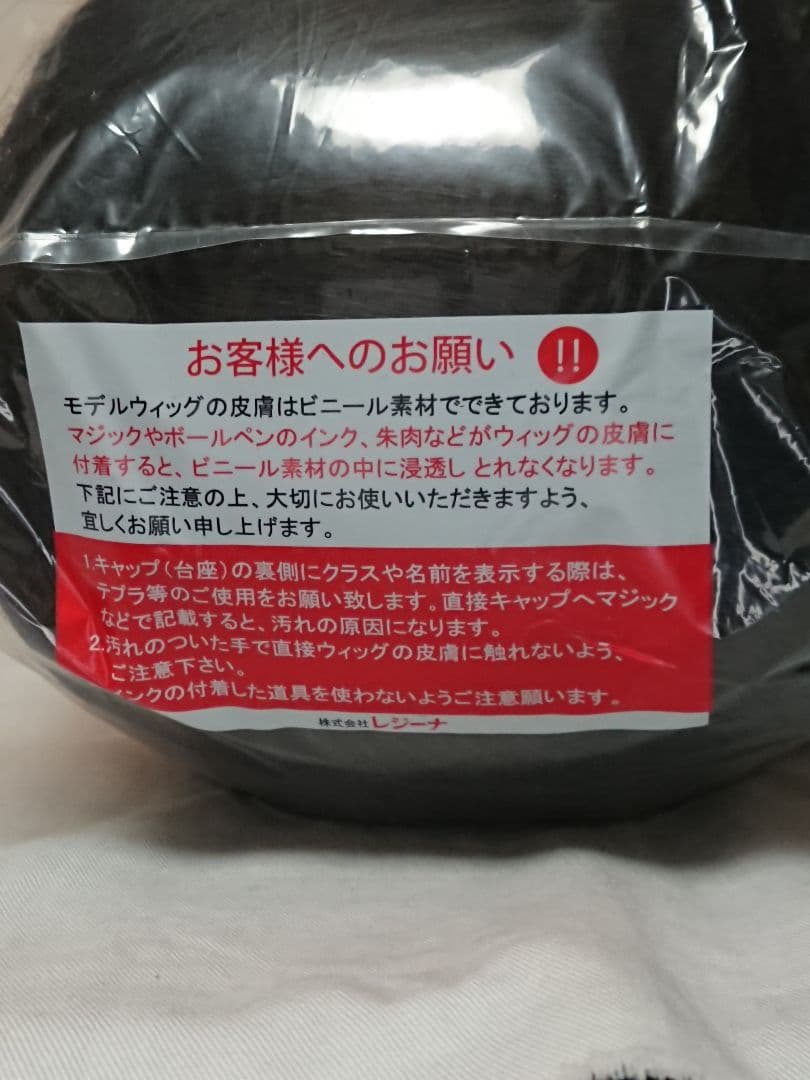 お客様へのお願い !!
モデルウィッグの皮膚はビニール素材でできております。
マジックやボールペンのインク、朱肉などがウィッグの皮膚に
付着すると、ビニール素材の中に浸透し とれなくなります。
下記にご注意の上、大切にお使いいただきますよう、
宜しくお願い申し上げます。
1.キャップ（台座）の裏側にクラスや名前を表示する際は、
テプラ等のご使用をお願い致します。直接キャップへマジック
などで記載すると、汚れの原因になります。
2.汚れのついた手で直接ウィッグの皮膚に触れないよう、
ご注意下さい。
インクの付着した道具を使わないようご注意願います。
株式会社 レジーナ